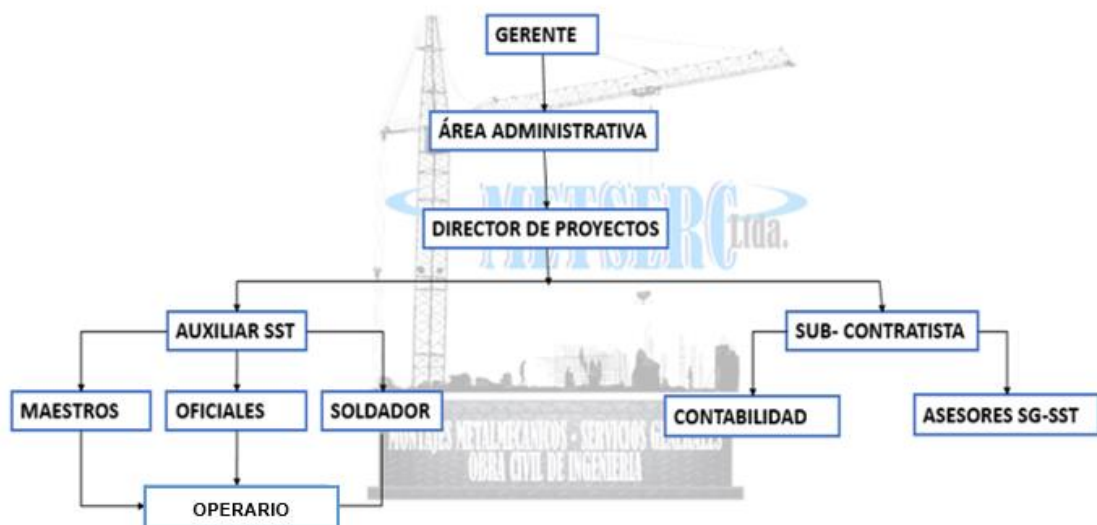 GERENTE
ÁREA ADMINISTRATIVA
METSERC
Ltda.
DIRECTOR DE PROYECTOS
AUXILIAR SST
SUB- CONTRATISTA
MAESTROS
OFICIALES
SOLDADOR
CONTABILIDAD
ASESORES SG-SST
MONTAJES METALMECANICOS - SERVICIOS GENERALES
OBRA CIVIL DE INGENIERIA
OPERARIO